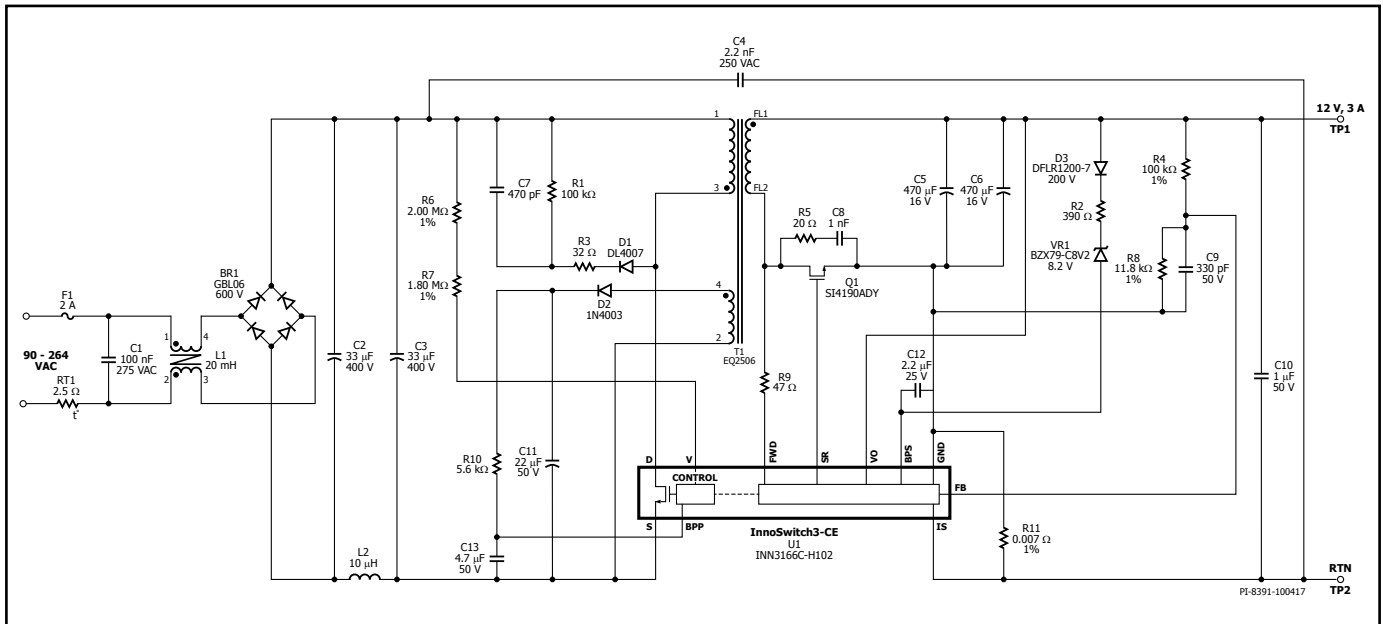 C4
2.2 nF
250 VAC
1
FL1
12 V, 3 A
TP1
C7
470 pF
R1
100 kΩ
3
FL2
C5
470 µF
16 V
C6
470 µF
16 V
D3
DFLR1200-7
200 V
R4
100 kΩ
1%
R6
2.00 MΩ
1%
R5
20 Ω
C8
1 nF
R2
390 Ω
R3
32 Ω
D1
DL4007
VR1
BZX79-C8V2
8.2 V
R8
11.8 kΩ
1%
C9
330 pF
50 V
BR1
GBL06
600 V
R7
1.80 MΩ
1%
Q1
SI4190ADY
4
D2
1N4003
F1
2 A
1
4
2
T1
EQ2506
90 - 264
VAC
C1
100 nF
275 VAC
L1
20 mH
2
3
C2
33 µF
400 V
C3
33 µF
400 V
RT1
2.5 Ω
t°
R9
47 Ω
C12
2.2 µF
25 V
C10
1 µF
50 V
R10
5.6 kΩ
C11
22 µF
50 V
D
V
FWD
SR
VO
BPS
GND
CONTROL
FB
S
BPP
IS
InnoSwitch3-CE
U1
INN3166C-H102
R11
0.007 Ω
1%
C13
4.7 µF
50 V
L2
10 µH
RTN
TP2
PI-8391-100417